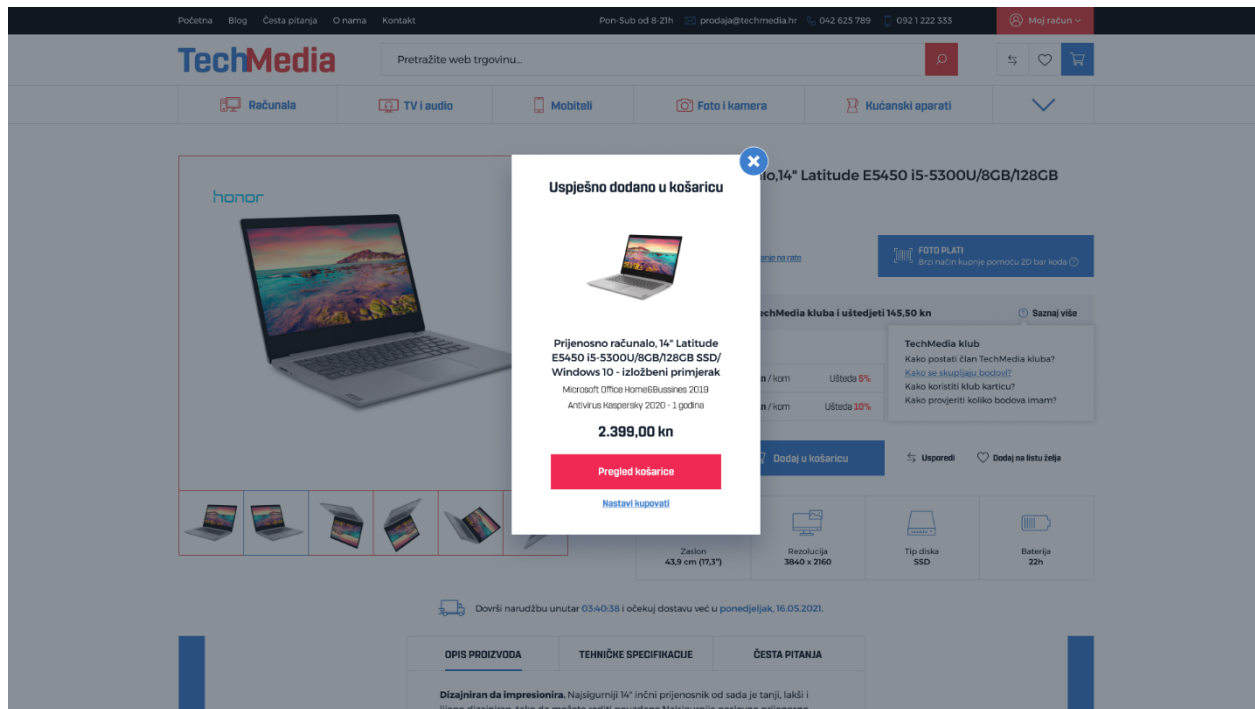 Početna Blog Česta pitanja O nama Kontakt Pon-Sub od 8-21h prodaja@techmedia.hr 042 625 789 092 1 222 333 Moj račun
TechMedia Pretražite web trgovinu...
Računala TV i audio Mobiteli Foto i kamera Kućanski aparati
honor
Uspješno dodano u košaricu
Prijenosno računalo, 14" Latitude
E5450 i5-5300U/8GB/128GB SSD/
Windows 10 - izložbeni primjerak
Microsoft Office Home&Bussines 2019
Antivirus Kaspersky 2020 - 1 godina
2.399,00 kn
Pregled košarice
Nastavi kupovati
14" Latitude E5450 i5-5300U/8GB/128GB
na rate
FOTO PLATI
Brzi način kupnje pomoću 2D bar koda
kluba i uštedjeti 145,50 kn Saznaj više
TechMedia klub
Kako postati član TechMedia kluba?
Kako se skupljaju bodovi?
Kako koristiti klub karticu?
Kako provjeriti koliko bodova imam?
/ kom Ušteda 5%
/ kom Ušteda 10%
Dodaj u košaricu Usporedi Dodaj na listu želja
Zaslon Rezolucija Tip diska Baterija
43,9 cm (17,3") 3840 x 2160 SSD 22h
Dovrši narudžbu unutar 03:40:38 i očekuj dostavu već u ponedjeljak, 16.05.2021.
OPIS PROIZVODA TEHNIČKE SPECIFIKACIJE ČESTA PITANJA
Dizajniran da impresionira. Najsigurniji 14" inčni prijenosnik od sada je tanji, lakši i